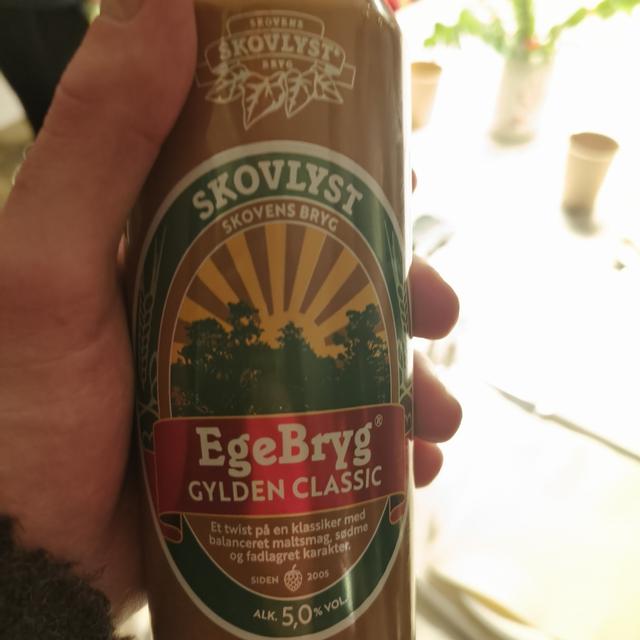 SKOVENS
SKOVLYST®
BRYG
SKOVLYST
SKOVENS BRYG
EgeBryg®
GYLDEN CLASSIC
Et twist på en klassiker med
balanceret maltsmag, sødme
og fadlagret karakter.
SIDEN 2005
ALK. 5,0% VOL.